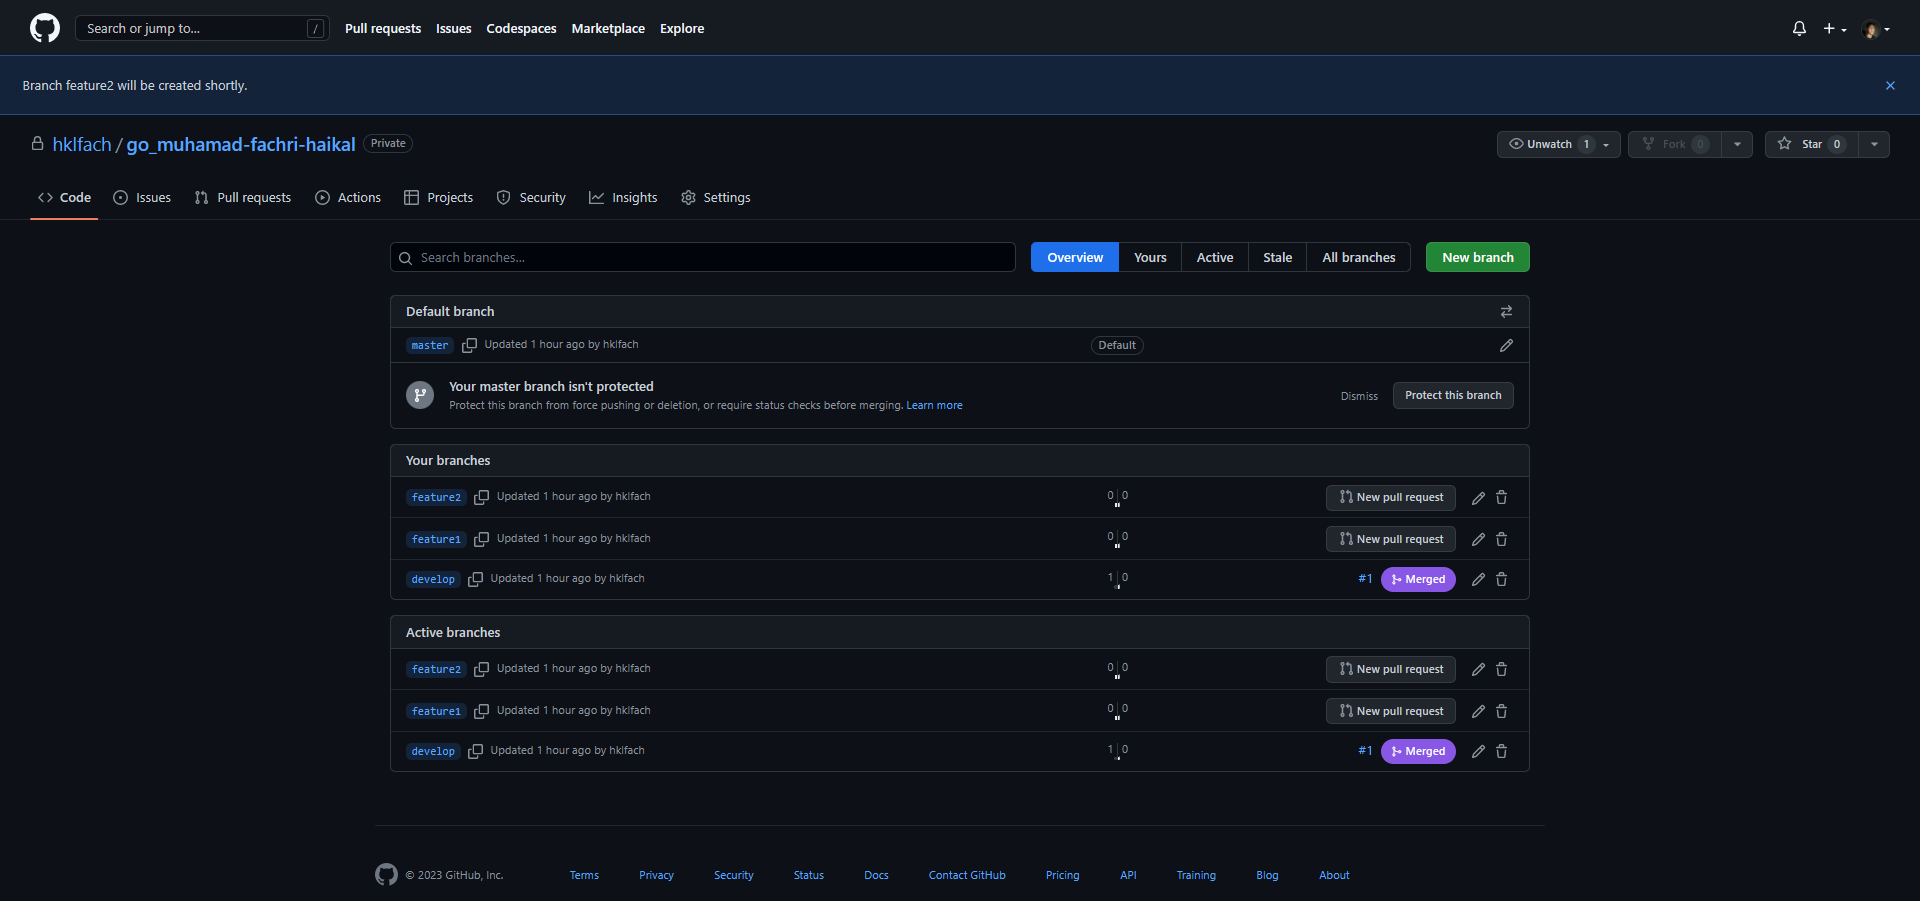 Search or jump to... / Pull requests Issues Codespaces Marketplace Explore
Branch feature2 will be created shortly.
hklfach / go_muhamad-fachri-haikal Private Unwatch 1 Fork 0 Star 0
Code Issues Pull requests Actions Projects Security Insights Settings
Search branches... Overview Yours Active Stale All branches New branch
Default branch
master Updated 1 hour ago by hklfach Default
Your master branch isn't protected
Protect this branch from force pushing or deletion, or require status checks before merging. Learn more Dismiss Protect this branch
Your branches
feature2 Updated 1 hour ago by hklfach 0 | 0 New pull request
feature1 Updated 1 hour ago by hklfach 0 | 0 New pull request
develop Updated 1 hour ago by hklfach 1 | 0 #1 Merged
Active branches
feature2 Updated 1 hour ago by hklfach 0 | 0 New pull request
feature1 Updated 1 hour ago by hklfach 0 | 0 New pull request
develop Updated 1 hour ago by hklfach 1 | 0 #1 Merged
© 2023 GitHub, Inc. Terms Privacy Security Status Docs Contact GitHub Pricing API Training Blog About